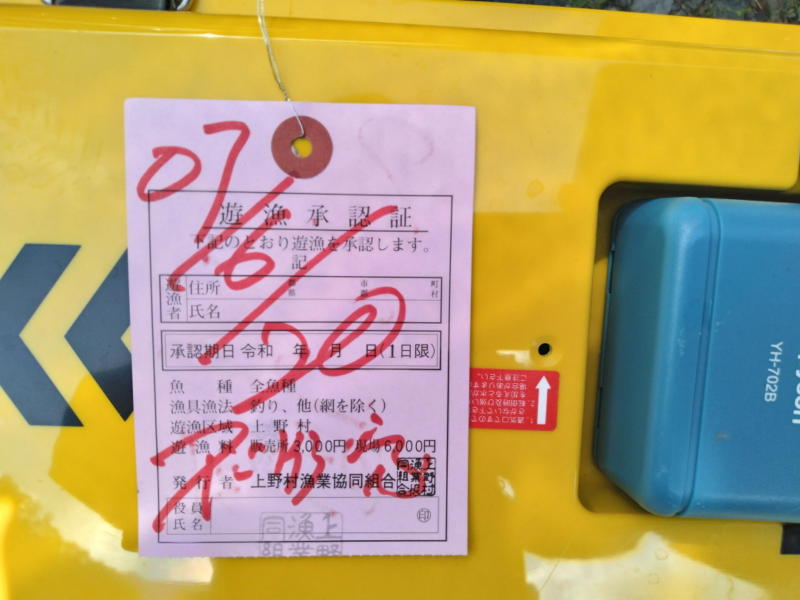 07/6/20
遊漁承認証
下記のとおり遊漁を承認します。
記
遊漁者
住所 郡 県 市 郡 町 村
氏名
承認期日 令和 年 月 日(1日限)
魚種 全魚種
漁具漁法 釣り、他(網を除く)
遊漁区域 上野村
遊漁料 販売所3,000円 現場6,000円
発行者 上野村漁業協同組合
役員氏名 ㊞
YH-702B